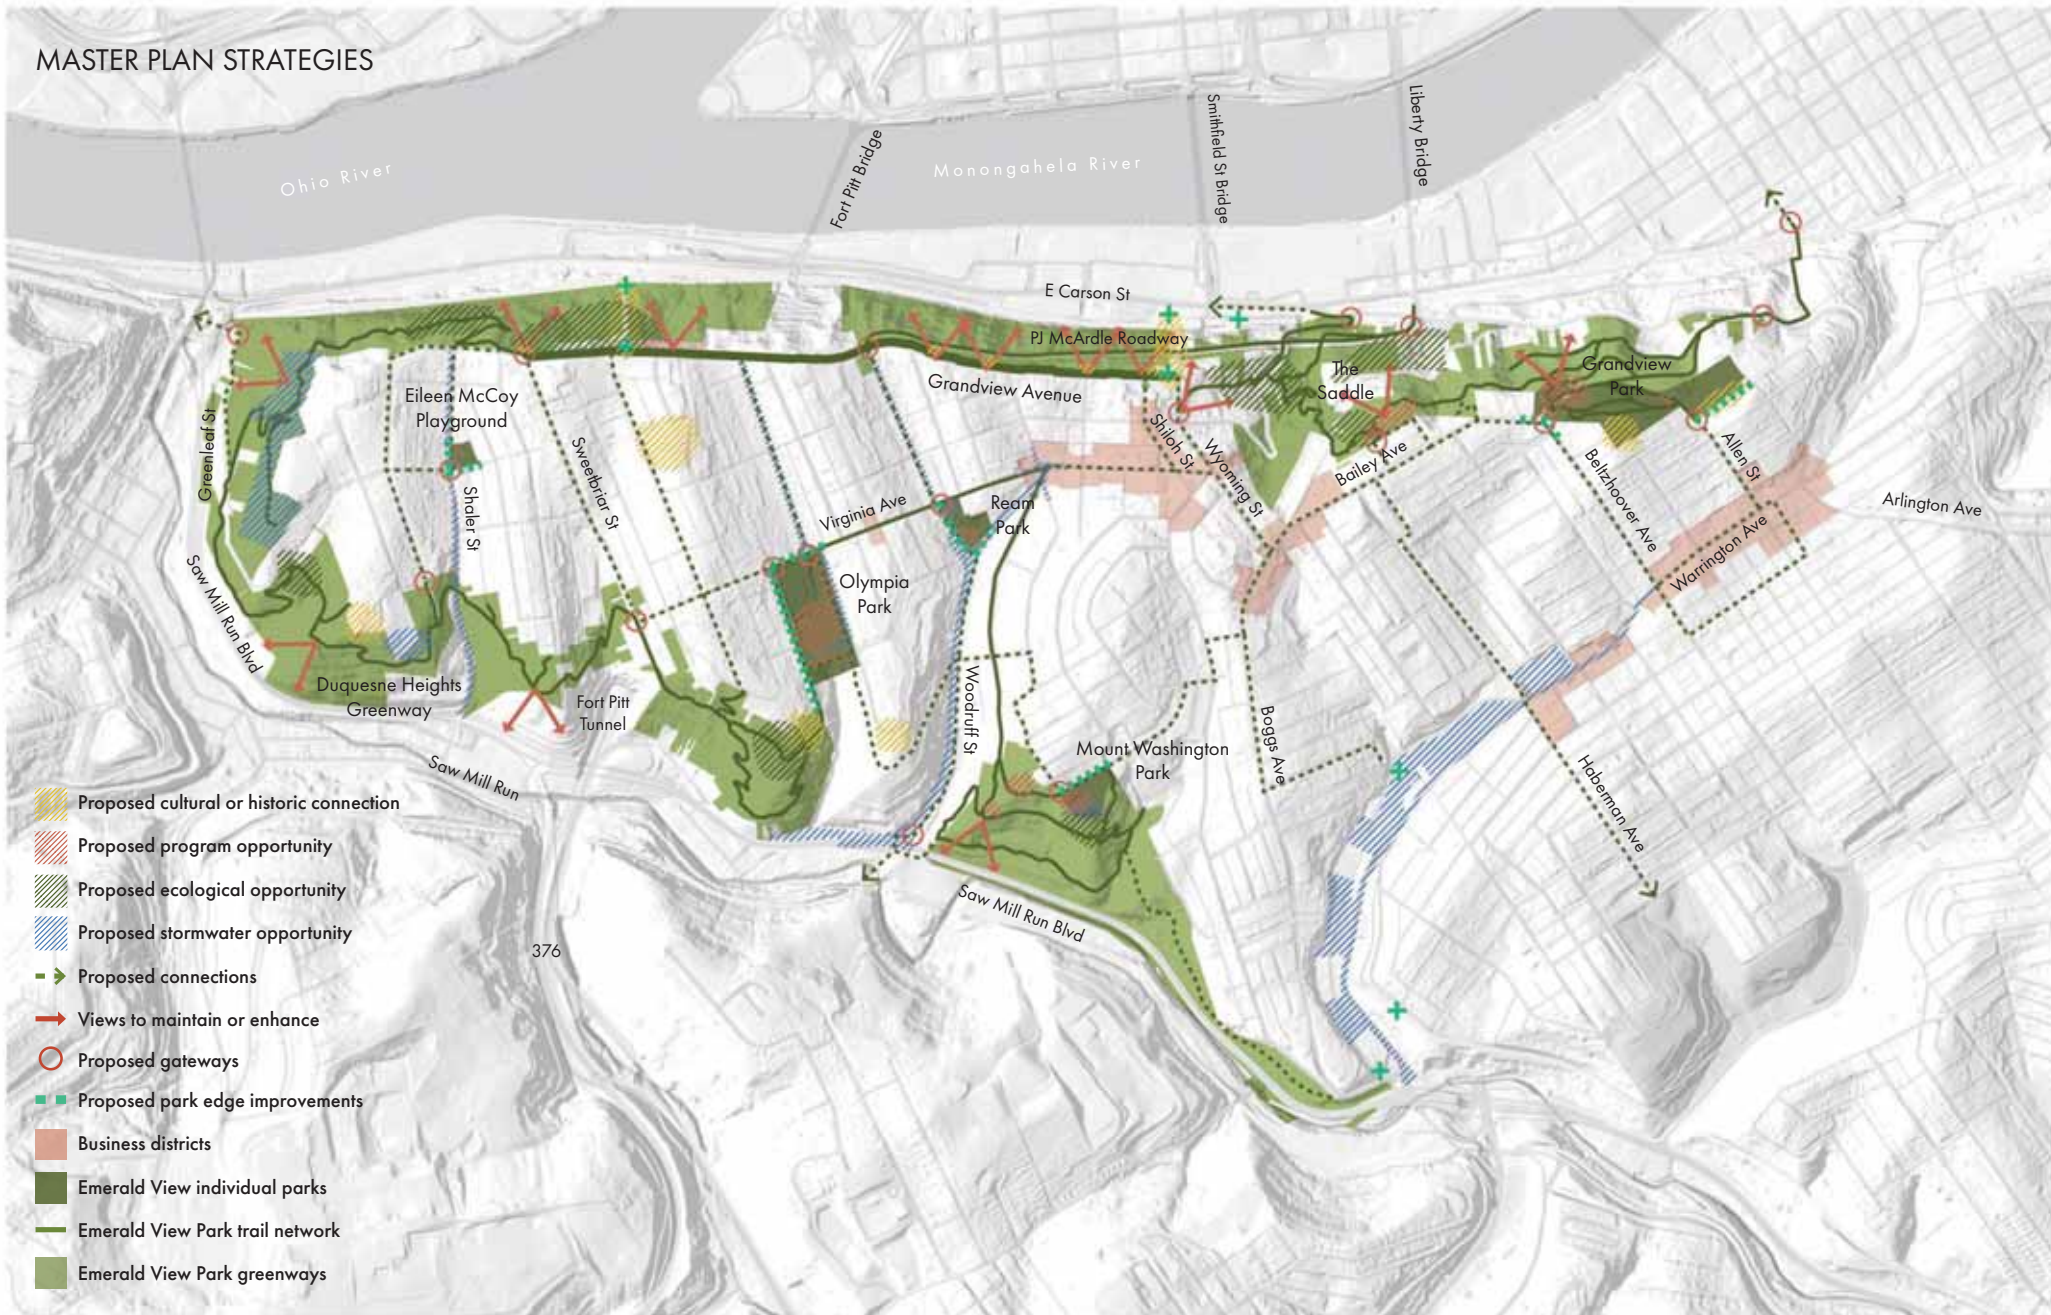 MASTER PLAN STRATEGIES
Ohio River
Fort Pitt Bridge
Monongahela River
Smithfield St Bridge
Liberty Bridge
E Carson St
PJ McArdle Roadway
Grandview Avenue
The
Saddle
Grandview
Park
Eileen McCoy
Playground
Greenleaf St
Shaler St
Sweetbriar St
Virginia Ave
Ream
Park
Shiloh St
Wyoming St
Bailey Ave
Beltzhoover Ave
Allen St
Arlington Ave
Warrington Ave
Olympia
Park
Saw Mill Run Blvd
Duquesne Heights
Greenway
Fort Pitt
Tunnel
Woodruff St
Mount Washington
Park
Boggs Ave
Haberman Ave
Saw Mill Run
Saw Mill Run Blvd
376
Proposed cultural or historic connection
Proposed program opportunity
Proposed ecological opportunity
Proposed stormwater opportunity
Proposed connections
Views to maintain or enhance
Proposed gateways
Proposed park edge improvements
Business districts
Emerald View individual parks
Emerald View Park trail network
Emerald View Park greenways